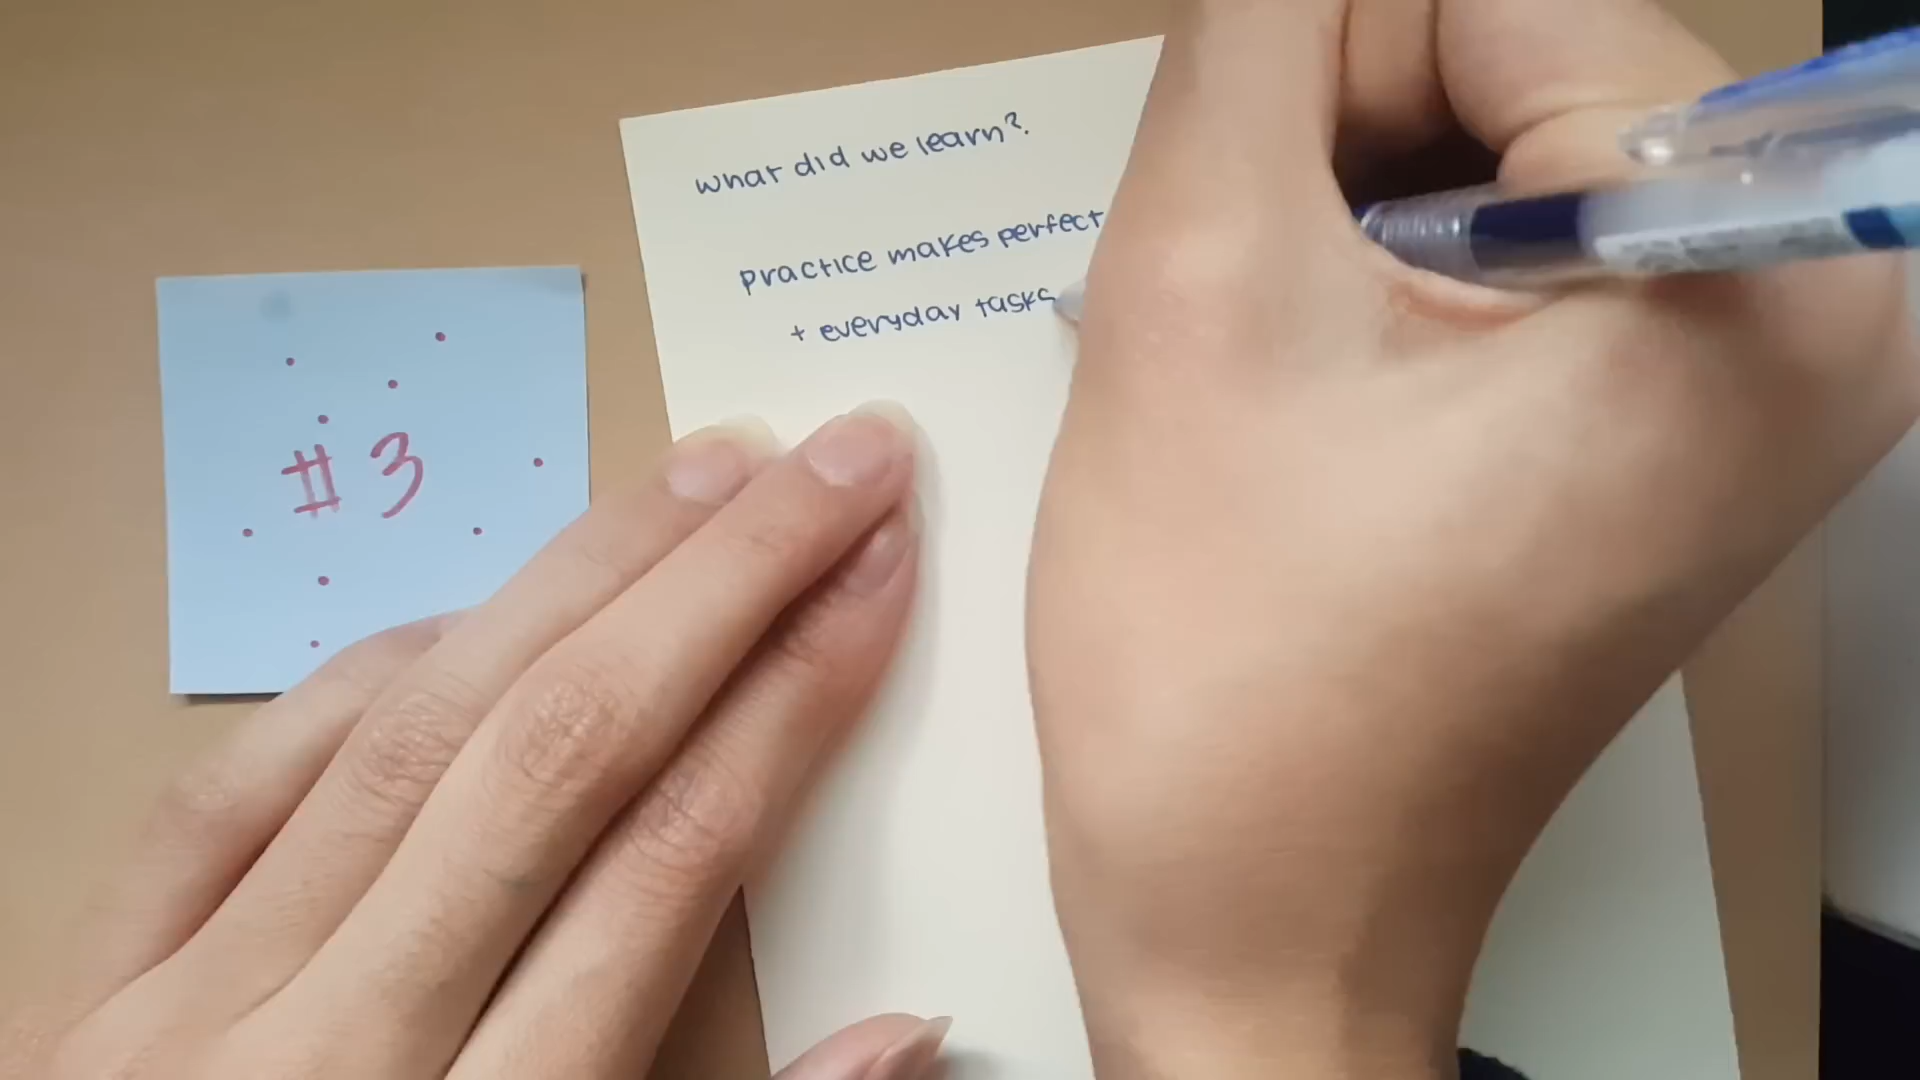 what did we learn?
practice makes perfect
+ everyday tasks
#3